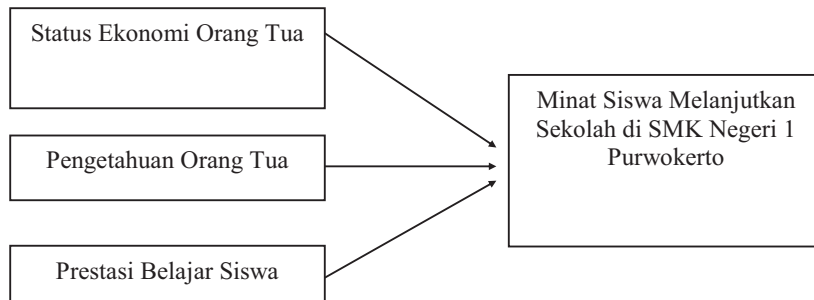 Status Ekonomi Orang Tua
Pengetahuan Orang Tua
Prestasi Belajar Siswa
Minat Siswa Melanjutkan
Sekolah di SMK Negeri 1
Purwokerto